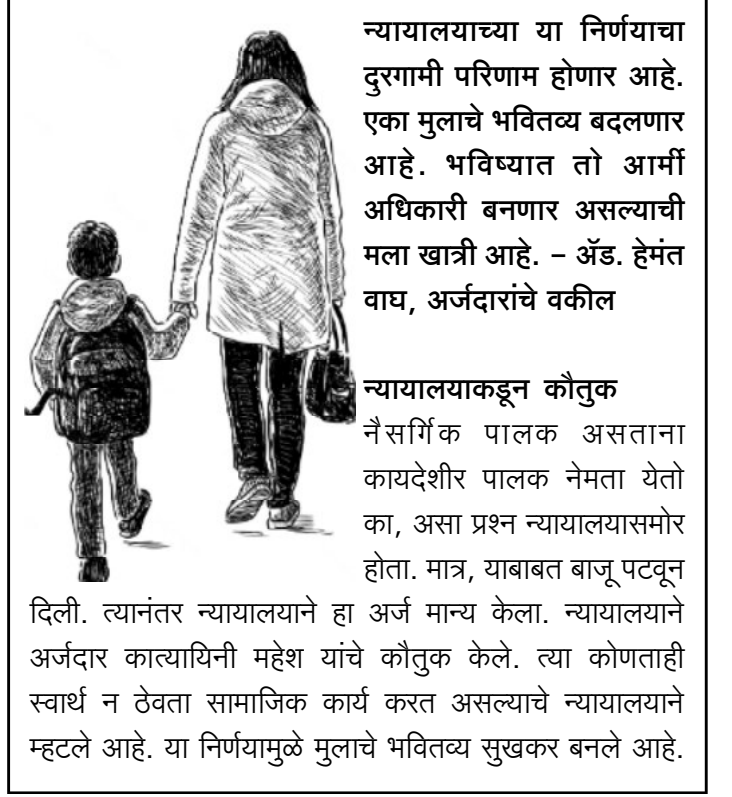 न्यायालयाच्या या निर्णयाचा
दुरगामी परिणाम होणार आहे.
एका मुलाचे भवितव्य बदलणार
आहे. भविष्यात तो आर्मी
अधिकारी बनणार असल्याची
मला खात्री आहे. – ॲड. हेमंत
वाघ, अर्जदारांचे वकील
न्यायालयाकडून कौतुक
नैसर्गिक पालक असताना
कायदेशीर पालक नेमता येतो
का, असा प्रश्न न्यायालयासमोर
होता. मात्र, याबाबत बाजू पटवून
दिली. त्यानंतर न्यायालयाने हा अर्ज मान्य केला. न्यायालयाने
अर्जदार कात्यायिनी महेश यांचे कौतुक केले. त्या कोणताही
स्वार्थ न ठेवता सामाजिक कार्य करत असल्याचे न्यायालयाने
म्हटले आहे. या निर्णयामुळे मुलाचे भवितव्य सुखकर बनले आहे.